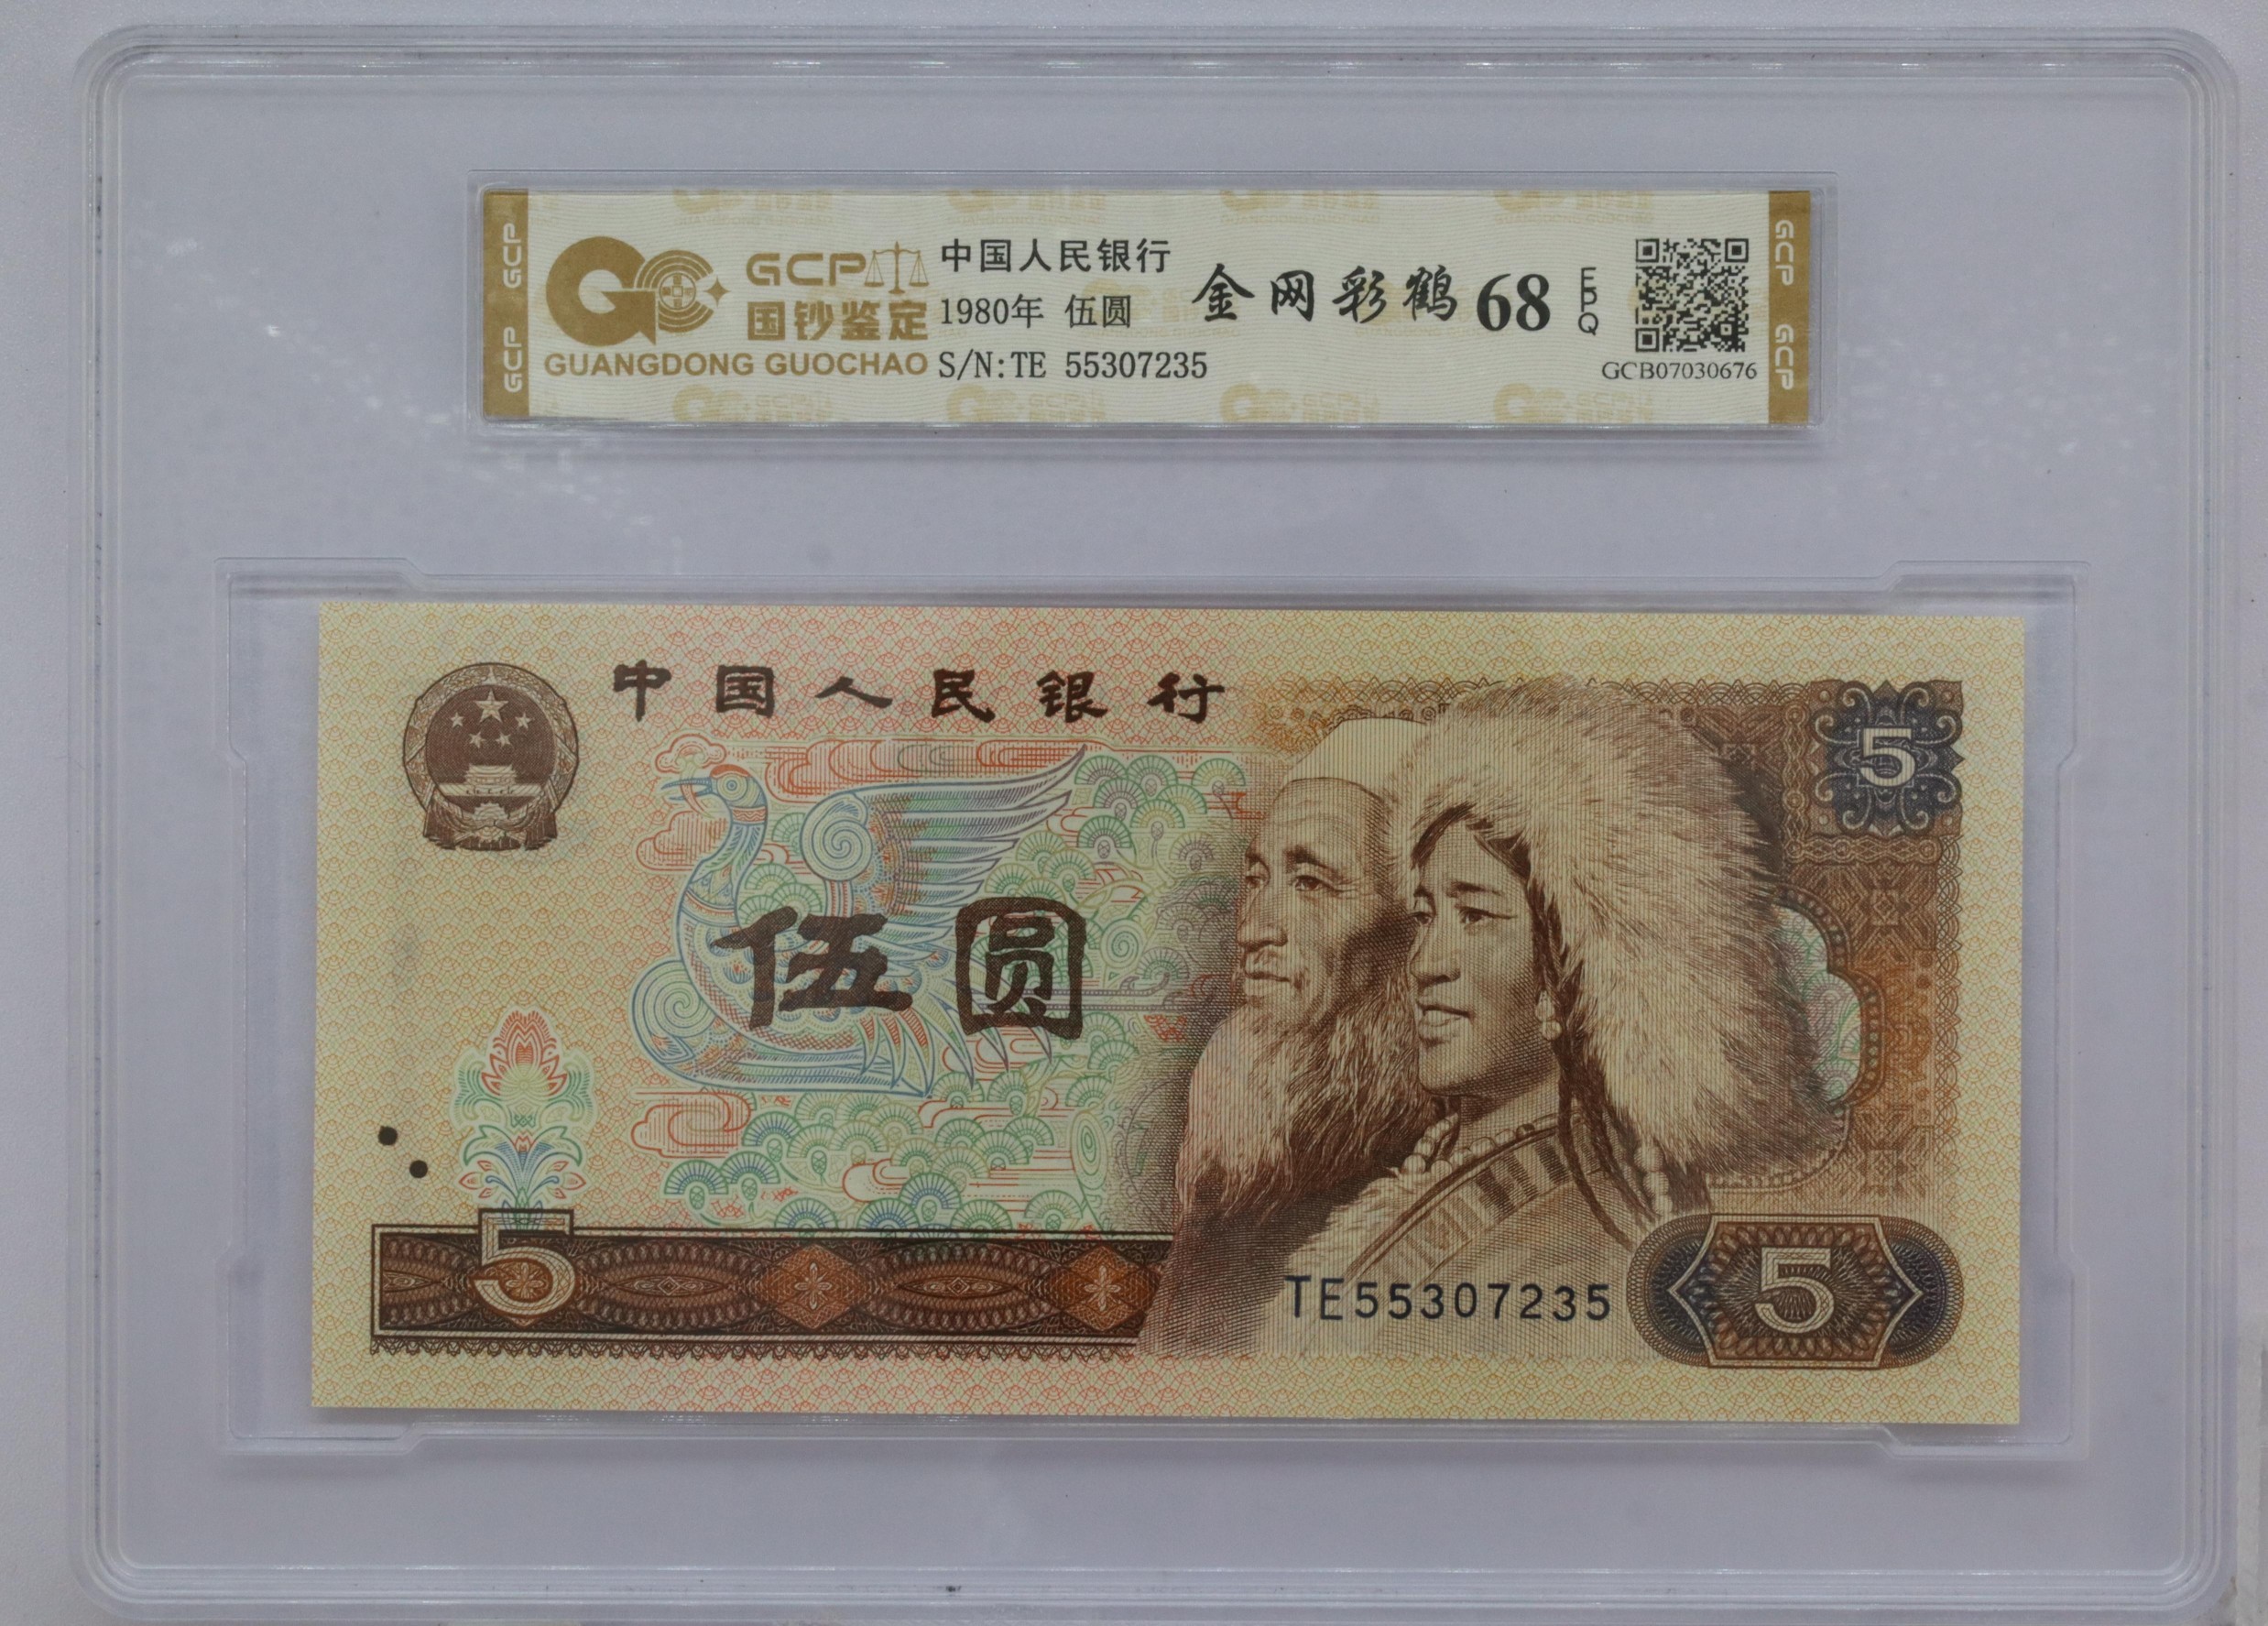 GCP GCP
GCP
国钞鉴定
GUANGDONG GUOCHAO
中国人民银行
1980年 伍圆
S/N:TE 55307235
金网彩鹤 68 EPQ
GCB07030676
GCP GCP
中国人民银行
5
伍圆
5
TE55307235
5